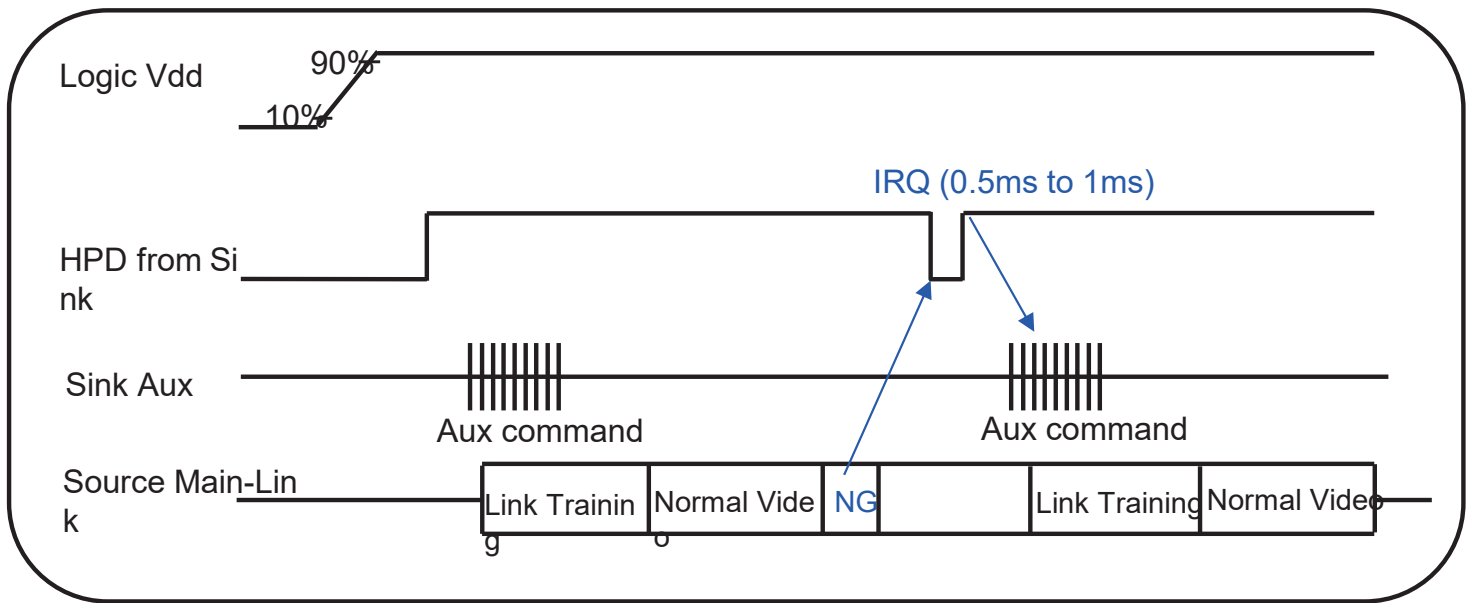 Logic Vdd
90%
10%
IRQ (0.5ms to 1ms)
HPD from Si
nk
Sink Aux
Aux command
Aux command
Source Main-Lin
k
Link Trainin
g
Normal Vide
o
NG
Link Training
Normal Video